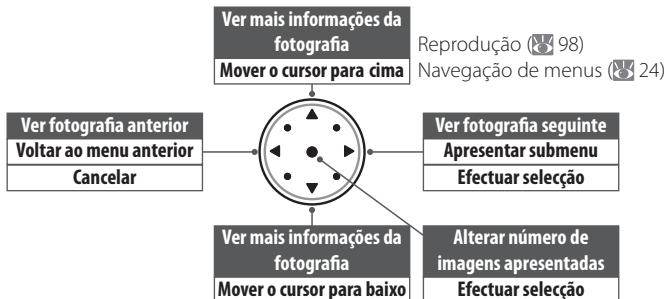 Ver mais informações da
fotografia
Mover o cursor para cima
Reprodução (98)
Navegação de menus (24)
Ver fotografia anterior
Voltar ao menu anterior
Cancelar
Ver fotografia seguinte
Apresentar submenu
Efectuar selecção
Ver mais informações da
fotografia
Mover o cursor para baixo
Alterar número de
imagens apresentadas
Efectuar selecção